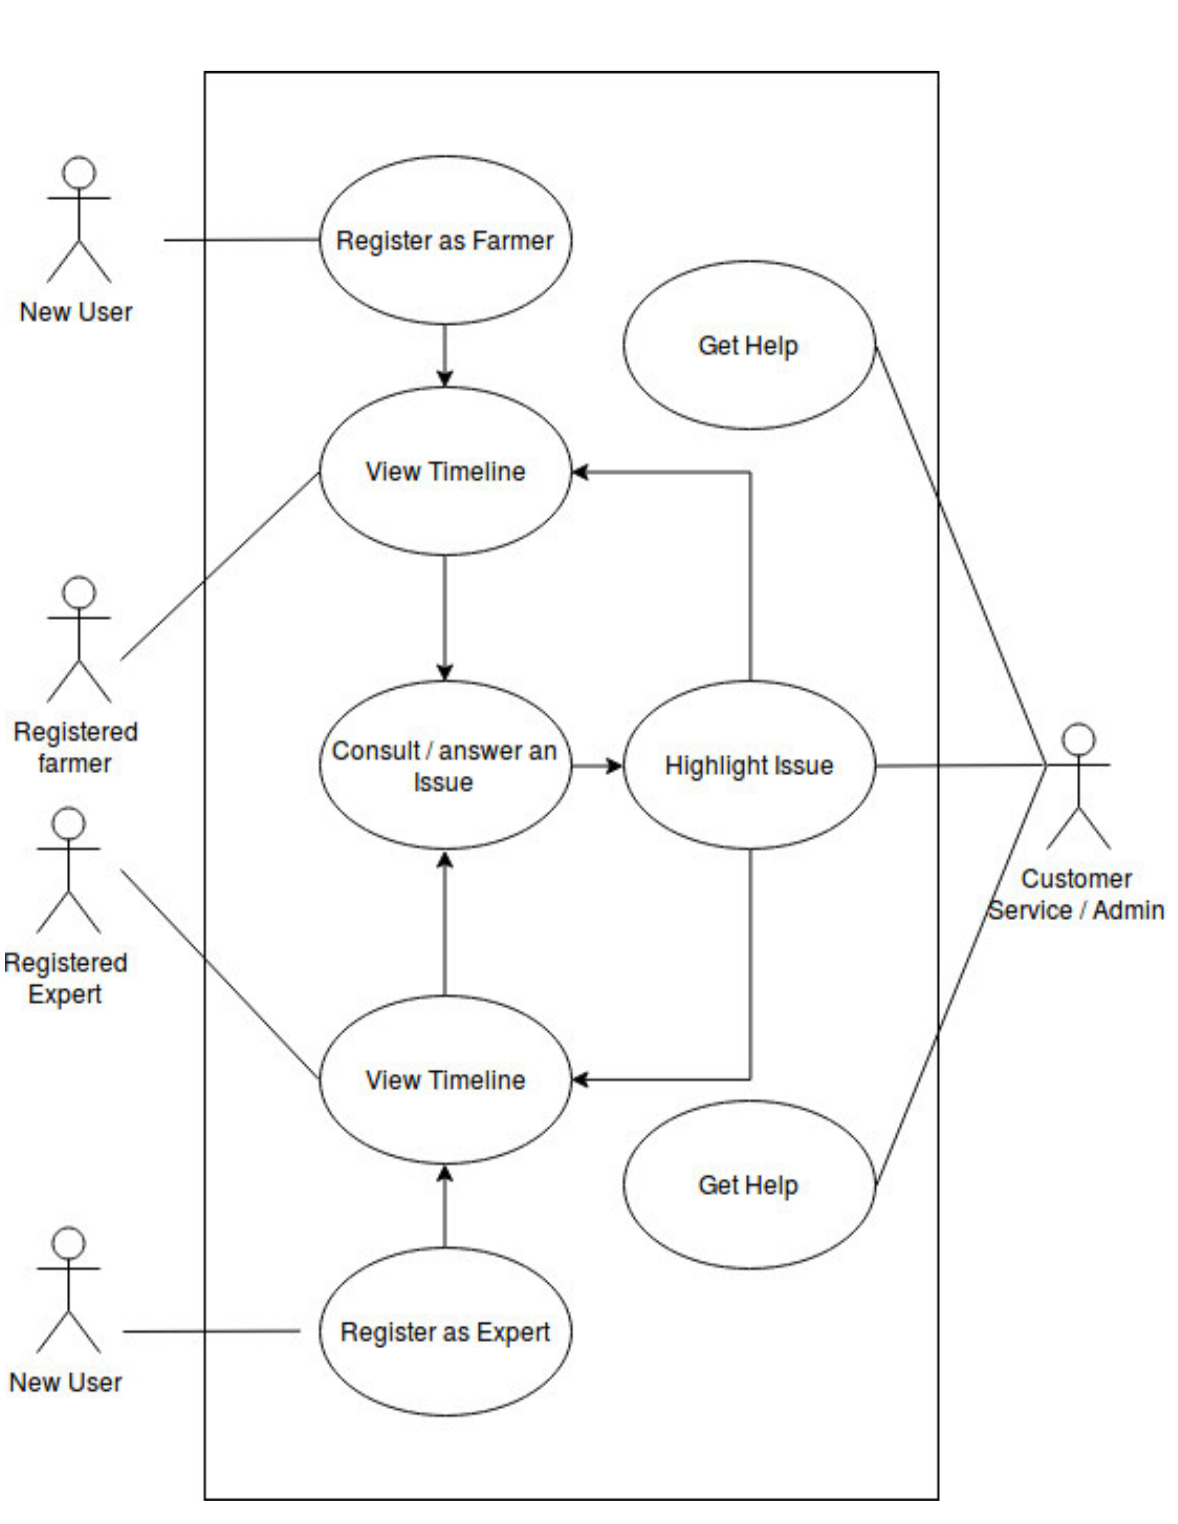 Register as Farmer
New User
Get Help
View Timeline
Registered
farmer
Consult / answer an
Issue
Highlight Issue
Customer
Service / Admin
Registered
Expert
View Timeline
Get Help
Register as Expert
New User